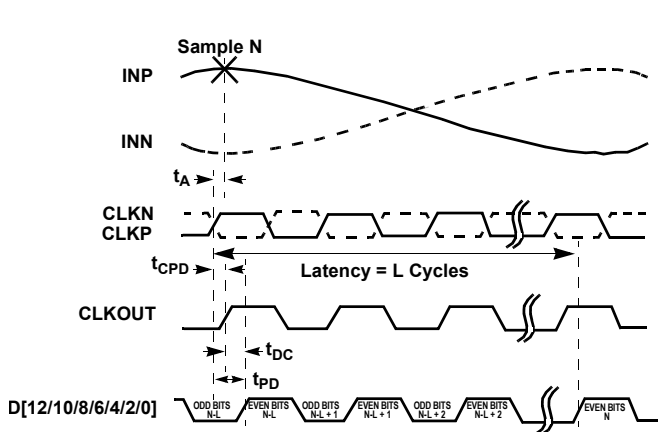 Sample N
INP
INN
tA
CLKN
CLKP
tCPD
Latency = L Cycles
CLKOUT
tDC
tPD
D[12/10/8/6/4/2/0]
ODD BITS
N-L
EVEN BITS
N-L
ODD BITS
N-L + 1
EVEN BITS
N-L + 1
ODD BITS
N-L + 2
EVEN BITS
N-L + 2
EVEN BITS
N